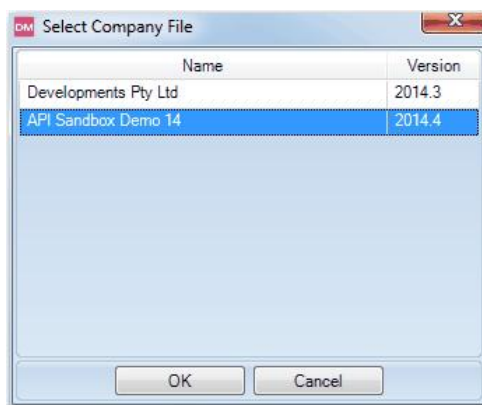 DM Select Company File X
Name Version
Developments Pty Ltd 2014.3
API Sandbox Demo 14 2014.4
OK Cancel